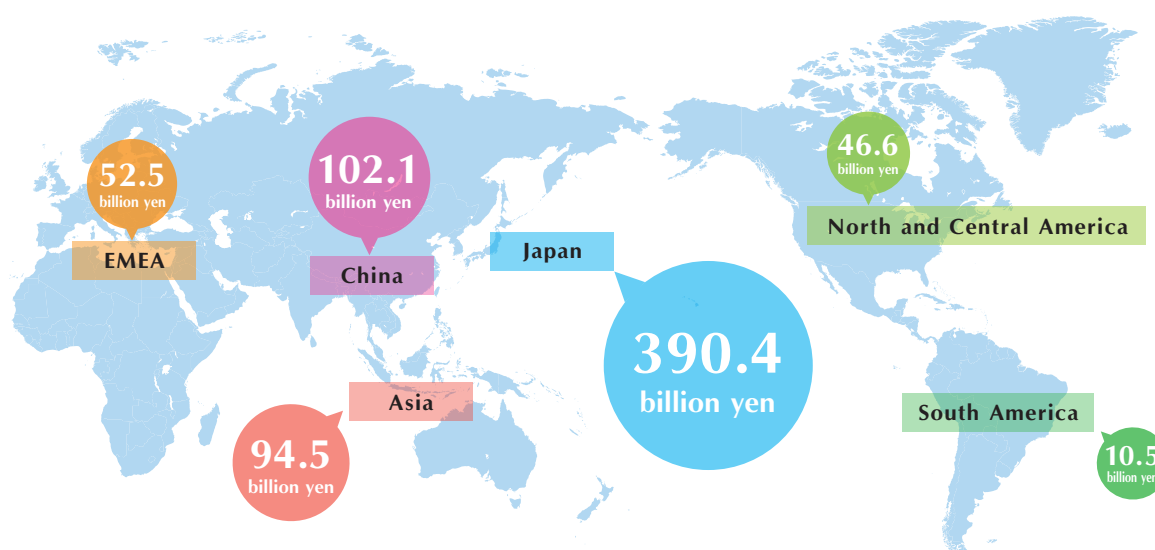 52.5
billion yen
EMEA
102.1
billion yen
China
Japan
390.4
billion yen
46.6
billion yen
North and Central America
Asia
94.5
billion yen
South America
10.5
billion yen